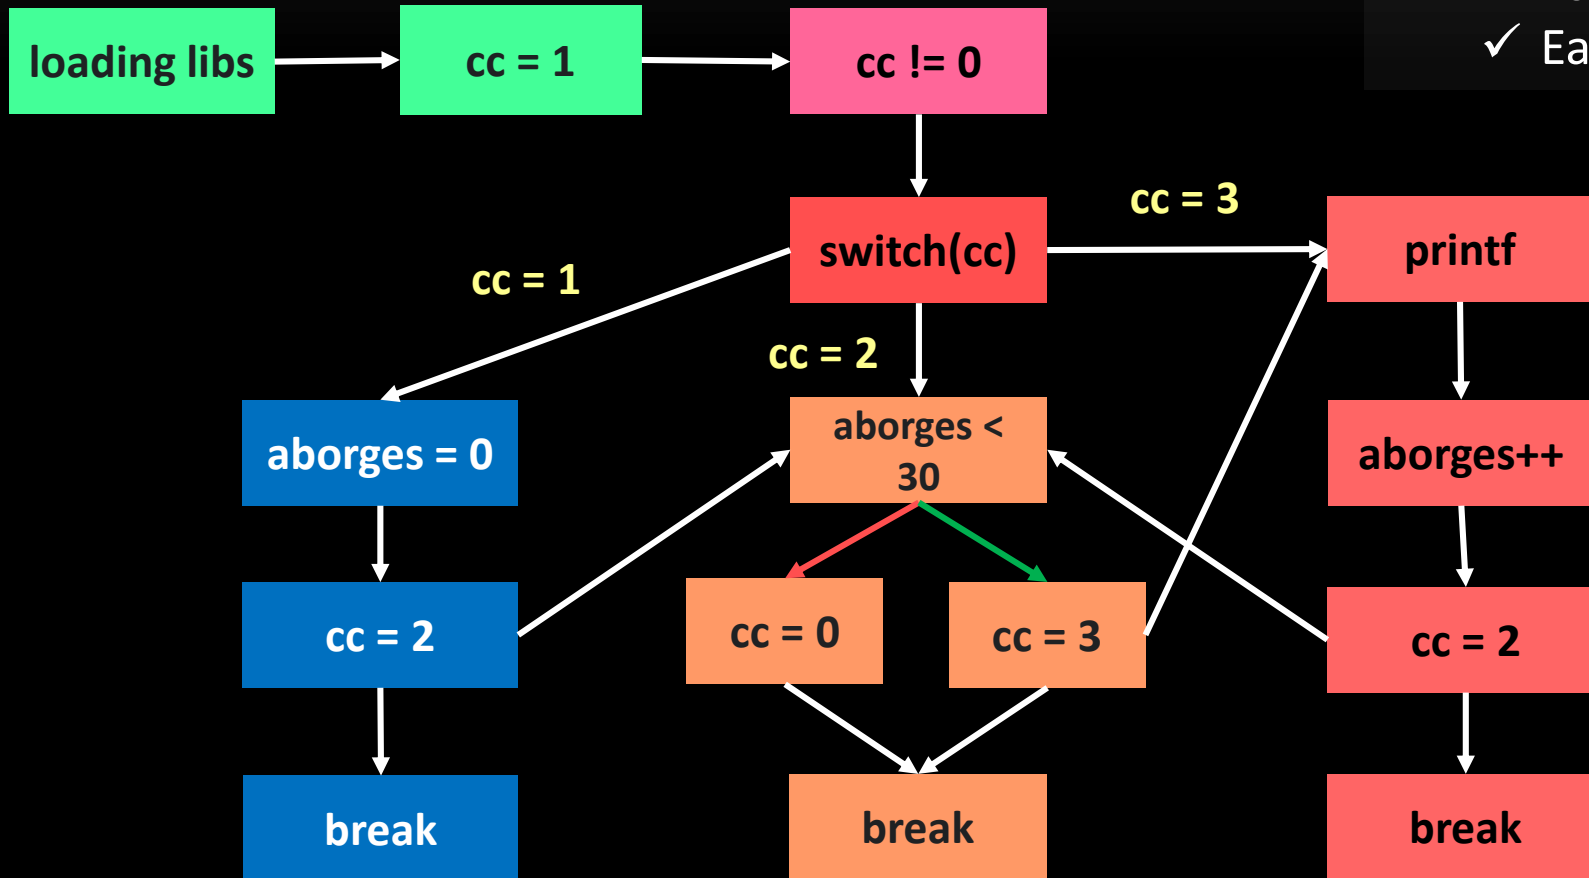 ✓ Ea
loading libs
cc = 1
cc != 0
cc = 3
switch(cc)
printf
cc = 1
cc = 2
aborges <
30
aborges = 0
aborges++
cc = 2
cc = 0
cc = 3
cc = 2
break
break
break